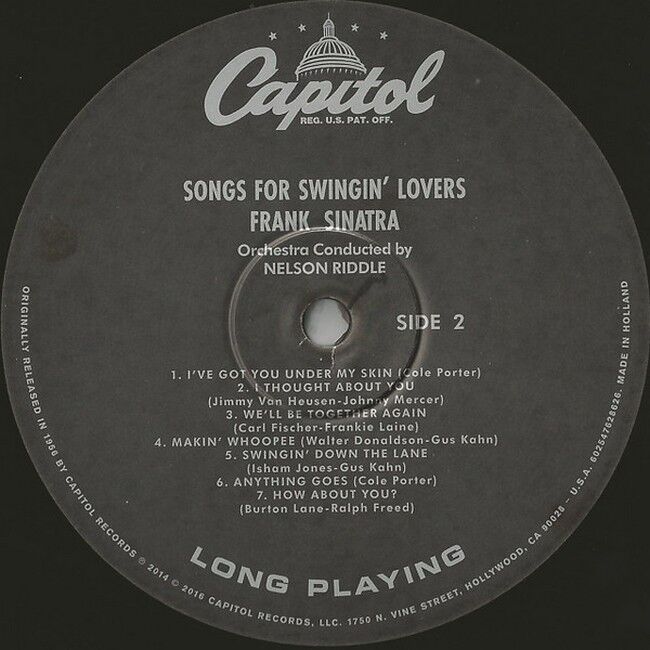 Capitol
REG. U.S. PAT. OFF.
SONGS FOR SWINGIN' LOVERS
FRANK SINATRA
Orchestra Conducted by
NELSON RIDDLE
SIDE 2
1. I'VE GOT YOU UNDER MY SKIN (Cole Porter)
2. I THOUGHT ABOUT YOU
(Jimmy Van Heusen-Johnny Mercer)
3. WE'LL BE TOGETHER AGAIN
(Carl Fischer-Frankie Laine)
4. MAKIN' WHOOPEE (Walter Donaldson-Gus Kahn)
5. SWINGIN' DOWN THE LANE
(Isham Jones-Gus Kahn)
6. ANYTHING GOES (Cole Porter)
7. HOW ABOUT YOU?
(Burton Lane-Ralph Freed)
LONG PLAYING
ORIGINALLY RELEASED IN 1956 BY CAPITOL RECORDS ℗ 2014 © 2016 CAPITOL RECORDS, LLC. 1750 N. VINE STREET, HOLLYWOOD, CA 90028 – U.S.A. 602547628626. MADE IN HOLLAND